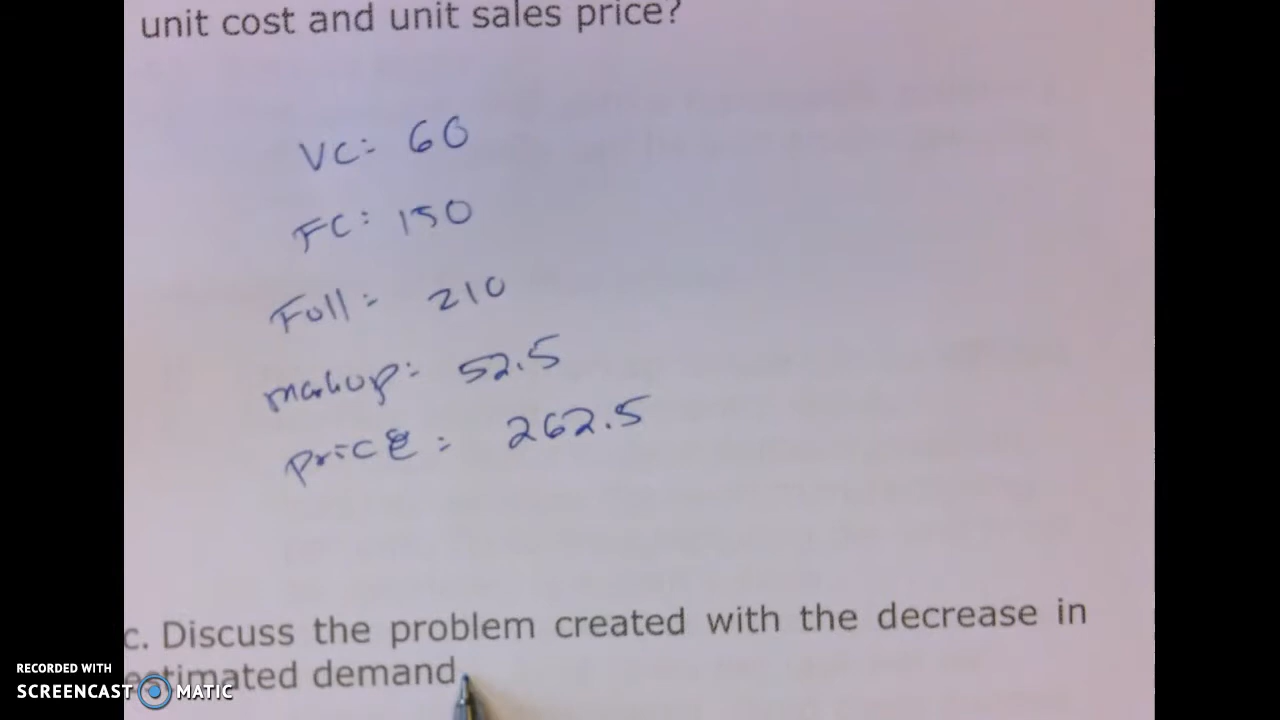 unit cost and unit sales price?
VC: 60
FC: 150
Full: 210
markup: 52.5
price: 262.5
c. Discuss the problem created with the decrease in
estimated demand.
RECORDED WITH
SCREENCAST MATIC